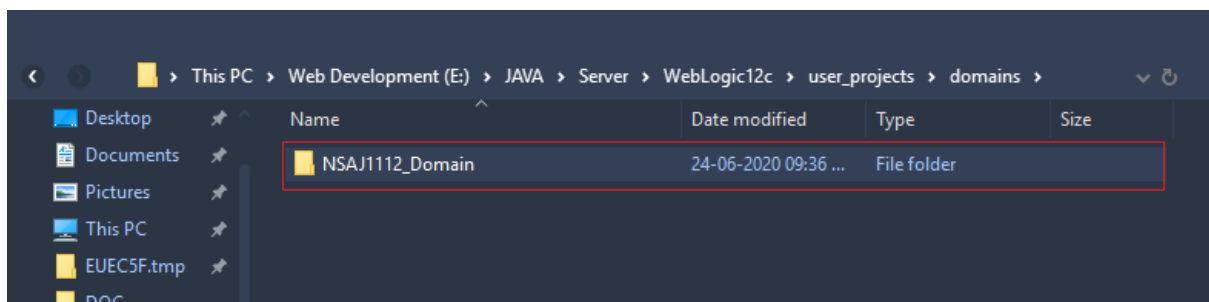 This PC > Web Development (E:) > JAVA > Server > WebLogic12c > user_projects > domains >
Name Date modified Type Size
Desktop
Documents
Pictures
This PC
EUEC5F.tmp
NSAJ1112_Domain 24-06-2020 09:36 ... File folder